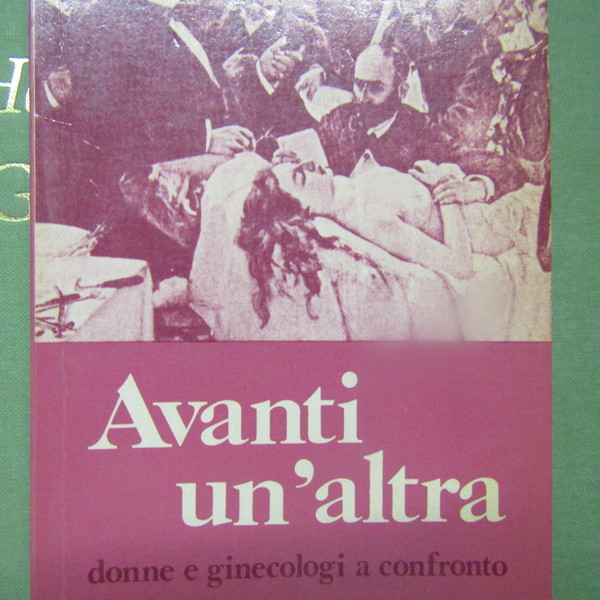 Avanti
un'altra
donne e ginecologi a confronto